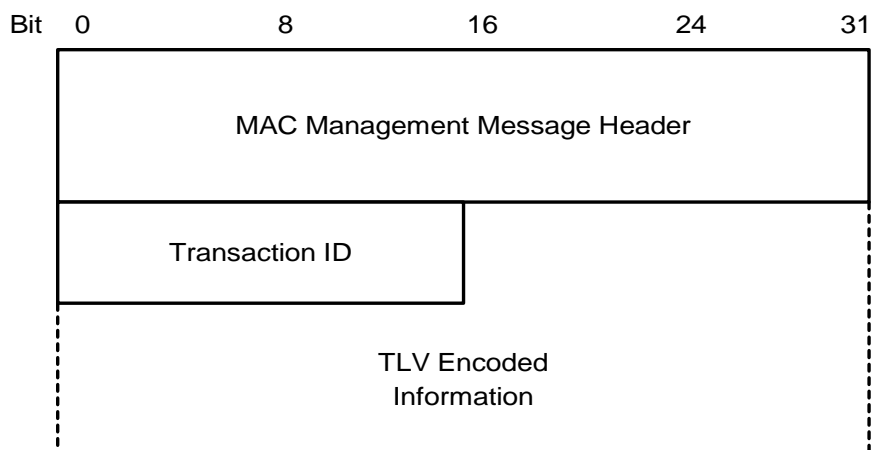 Bit 0 8 16 24 31
MAC Management Message Header
Transaction ID
TLV Encoded
Information